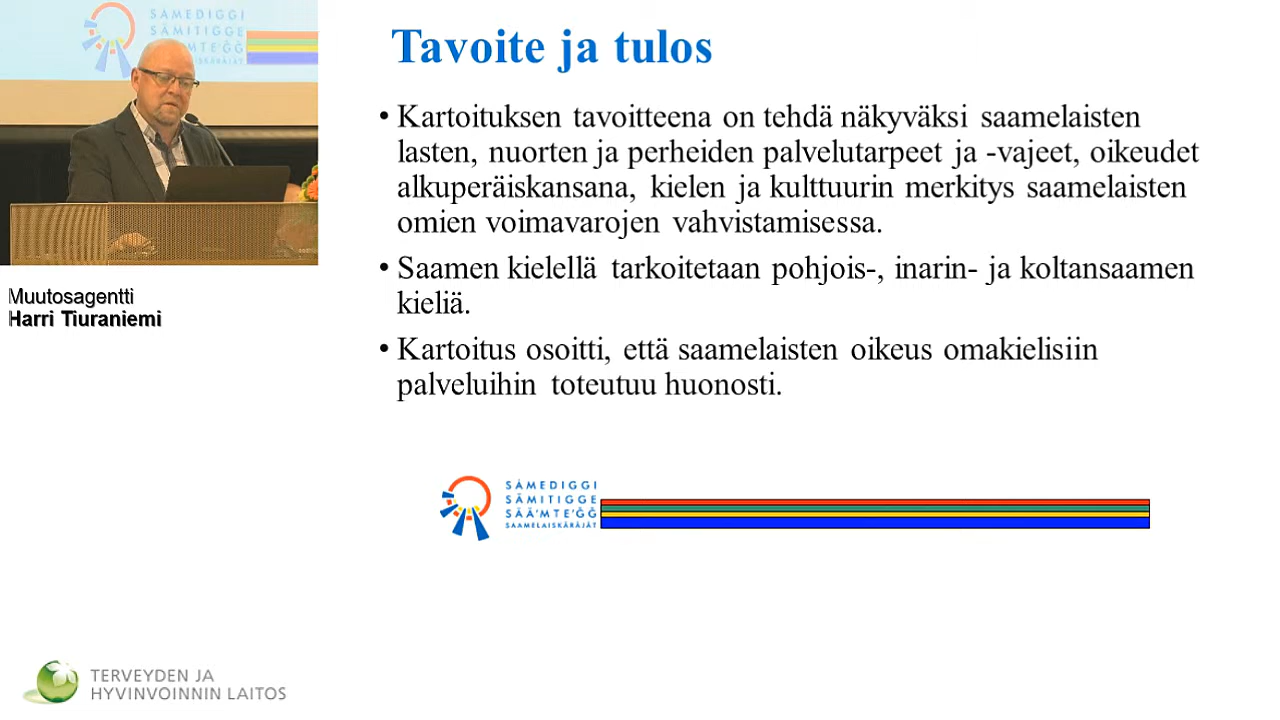 SÁMEDIGGI
SÄMITIGGE
SÄÄ'MTE'ǦǦ
SAAMELAISKÄRÄJÄT
Muutosagentti
Harri Tiuraniemi
Tavoite ja tulos
• Kartoituksen tavoitteena on tehdä näkyväksi saamelaisten
lasten, nuorten ja perheiden palvelutarpeet ja -vajeet, oikeudet
alkuperäiskansana, kielen ja kulttuurin merkitys saamelaisten
omien voimavarojen vahvistamisessa.
• Saamen kielellä tarkoitetaan pohjois-, inarin- ja koltansaamen
kieliä.
• Kartoitus osoitti, että saamelaisten oikeus omakielisiin
palveluihin toteutuu huonosti.
SÁMEDIGGI
SÄMITIGGE
SÄÄ'MTE'ǦǦ
SAAMELAISKÄRÄJÄT
TERVEYDEN JA
HYVINVOINNIN LAITOS